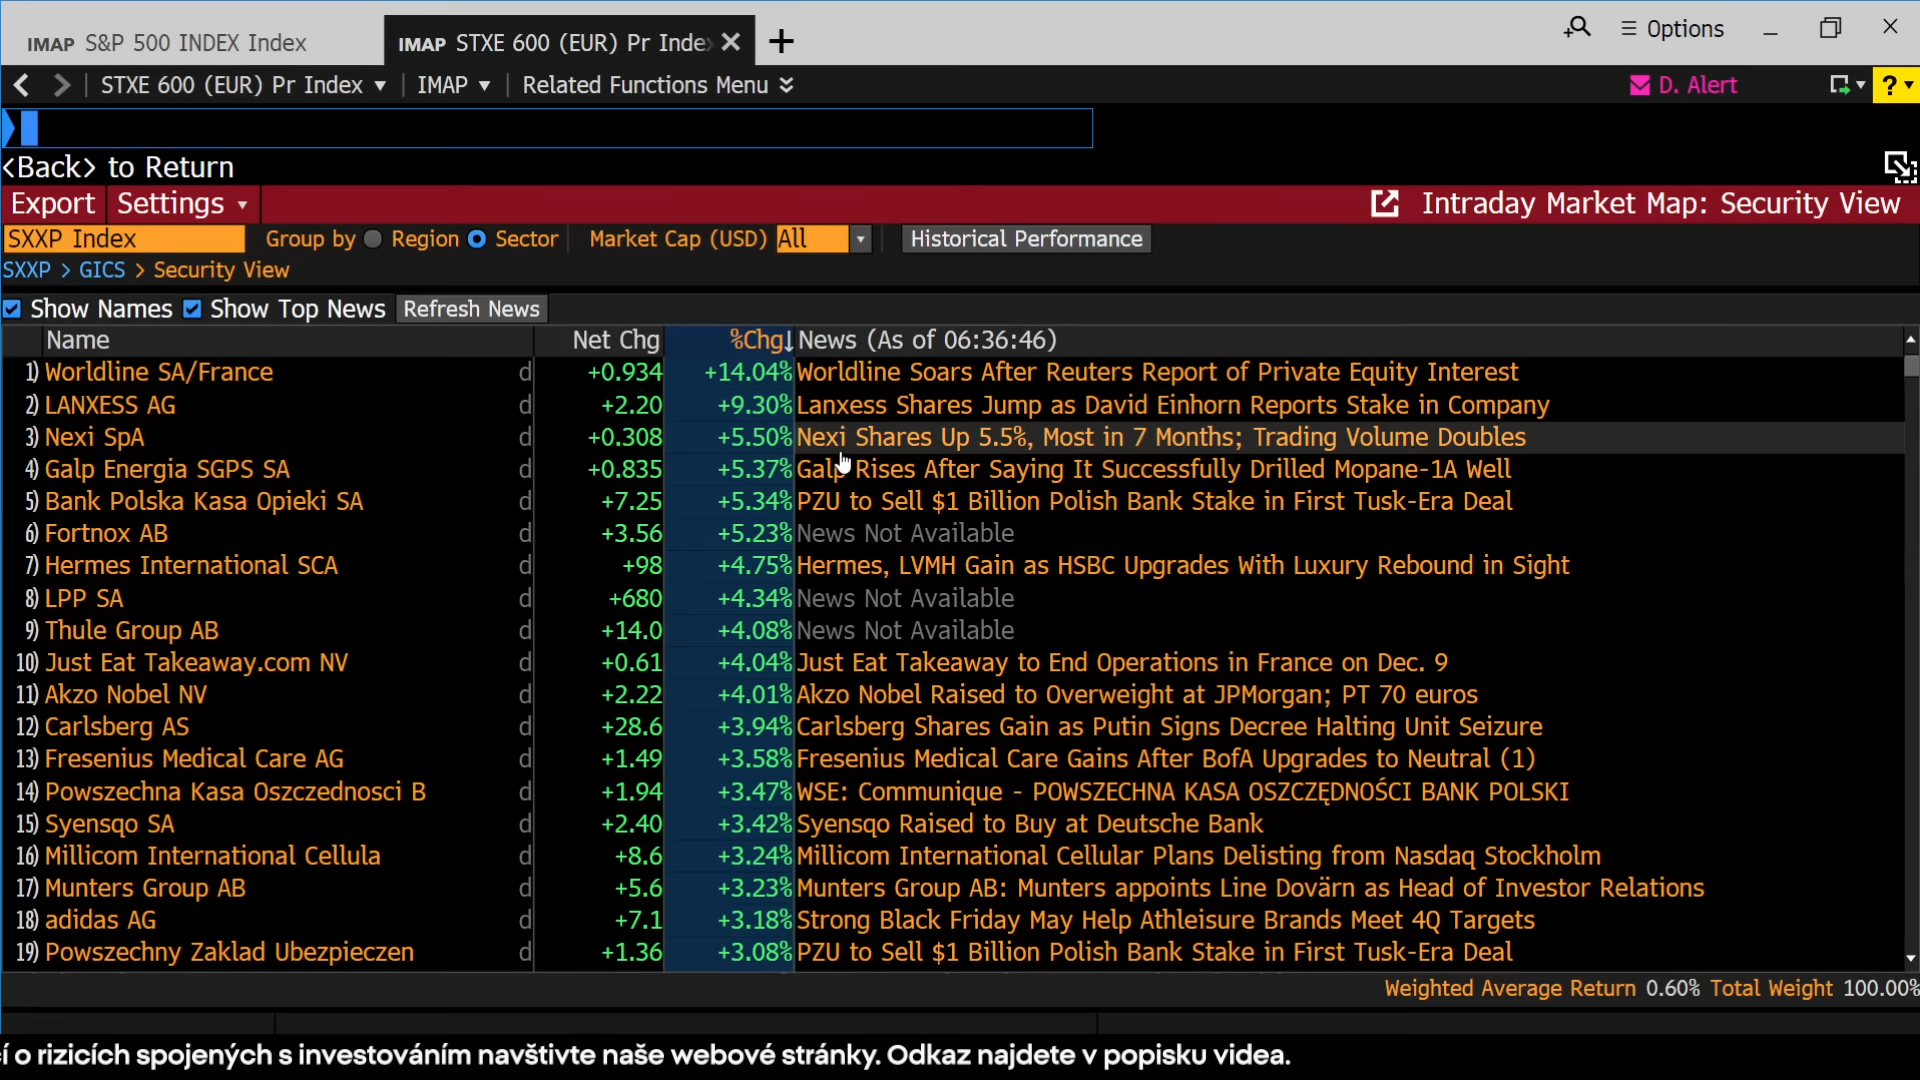 IMAP S&P 500 INDEX Index
IMAP STXE 600 (EUR) Pr Index
Options
STXE 600 (EUR) Pr Index IMAP Related Functions Menu D. Alert ?
<Back> to Return
Export Settings Intraday Market Map: Security View
SXXP Index Group by Region Sector Market Cap (USD) All Historical Performance
SXXP > GICS > Security View
Show Names Show Top News Refresh News
Name Net Chg %Chg↓ News (As of 06:36:46)
1) Worldline SA/France d +0.934 +14.04% Worldline Soars After Reuters Report of Private Equity Interest
2) LANXESS AG d +2.20 +9.30% Lanxess Shares Jump as David Einhorn Reports Stake in Company
3) Nexi SpA d +0.308 +5.50% Nexi Shares Up 5.5%, Most in 7 Months; Trading Volume Doubles
4) Galp Energia SGPS SA d +0.835 +5.37% Galp Rises After Saying It Successfully Drilled Mopane-1A Well
5) Bank Polska Kasa Opieki SA d +7.25 +5.34% PZU to Sell $1 Billion Polish Bank Stake in First Tusk-Era Deal
6) Fortnox AB d +3.56 +5.23% News Not Available
7) Hermes International SCA d +98 +4.75% Hermes, LVMH Gain as HSBC Upgrades With Luxury Rebound in Sight
8) LPP SA d +680 +4.34% News Not Available
9) Thule Group AB d +14.0 +4.08% News Not Available
10) Just Eat Takeaway.com NV d +0.61 +4.04% Just Eat Takeaway to End Operations in France on Dec. 9
11) Akzo Nobel NV d +2.22 +4.01% Akzo Nobel Raised to Overweight at JPMorgan; PT 70 euros
12) Carlsberg AS d +28.6 +3.94% Carlsberg Shares Gain as Putin Signs Decree Halting Unit Seizure
13) Fresenius Medical Care AG d +1.49 +3.58% Fresenius Medical Care Gains After BofA Upgrades to Neutral (1)
14) Powszechna Kasa Oszczednosci B d +1.94 +3.47% WSE: Communique - POWSZECHNA KASA OSZCZĘDNOŚCI BANK POLSKI
15) Syensqo SA d +2.40 +3.42% Syensqo Raised to Buy at Deutsche Bank
16) Millicom International Cellula d +8.6 +3.24% Millicom International Cellular Plans Delisting from Nasdaq Stockholm
17) Munters Group AB d +5.6 +3.23% Munters Group AB: Munters appoints Line Dovärn as Head of Investor Relations
18) adidas AG d +7.1 +3.18% Strong Black Friday May Help Athleisure Brands Meet 4Q Targets
19) Powszechny Zaklad Ubezpieczen d +1.36 +3.08% PZU to Sell $1 Billion Polish Bank Stake in First Tusk-Era Deal
Weighted Average Return 0.60% Total Weight 100.00%
í o rizicích spojených s investováním navštivte naše webové stránky. Odkaz najdete v popisku videa.